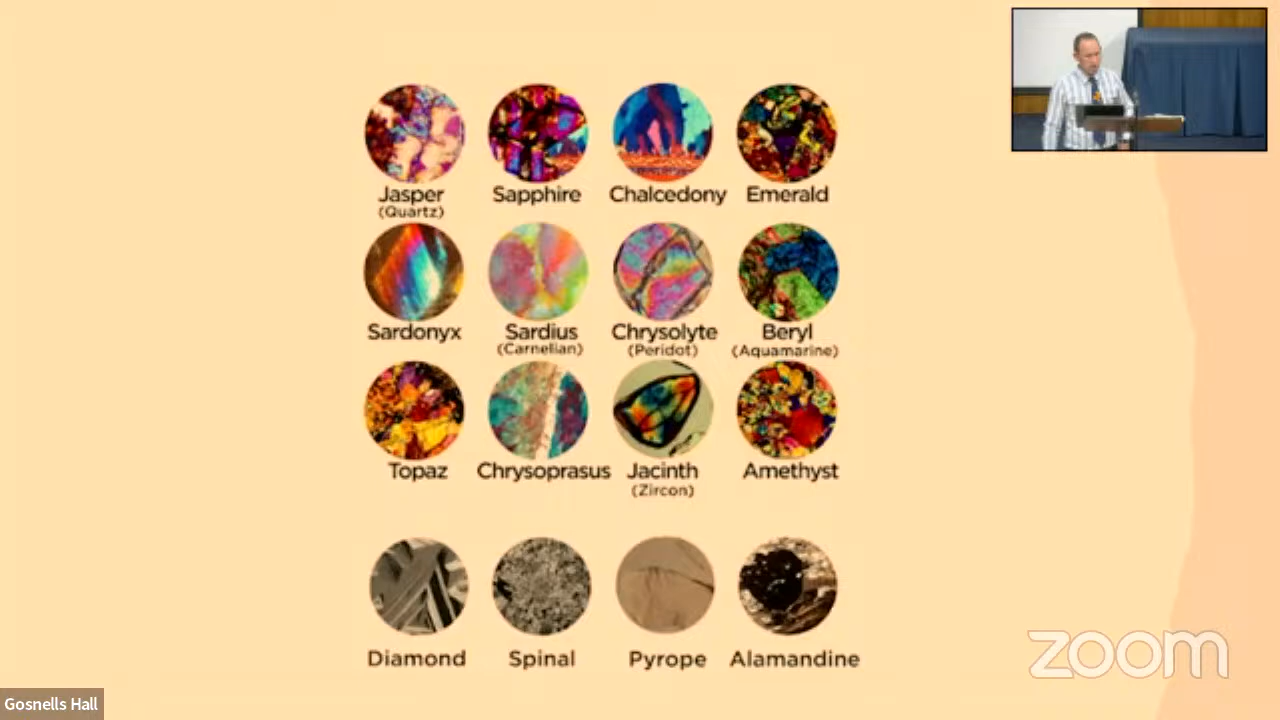 Jasper Sapphire Chalcedony Emerald
(Quartz)
Sardonyx Sardius Chrysolyte Beryl
(Carnelian) (Peridot) (Aquamarine)
Topaz Chrysoprasus Jacinth Amethyst
(Zircon)
Diamond Spinal Pyrope Alamandine
zoom
Gosnells Hall